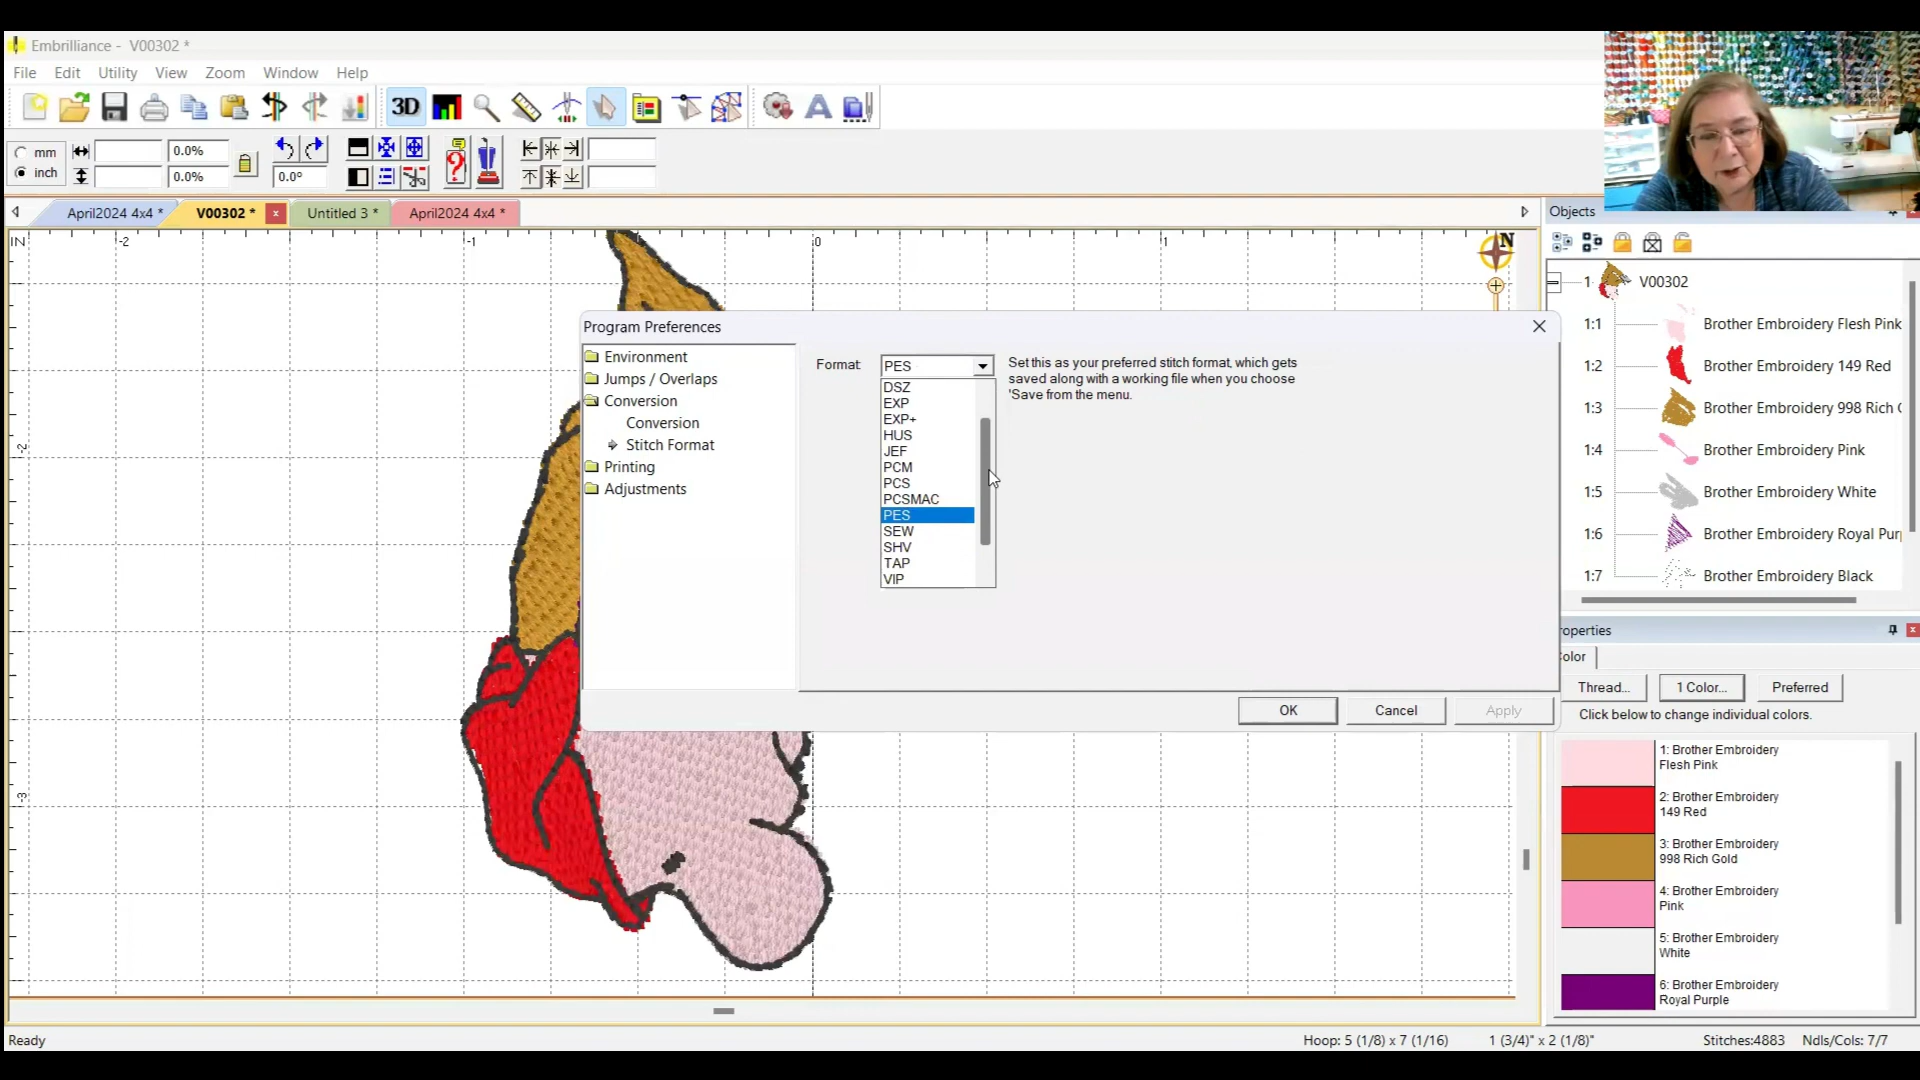 Embrilliance - V00302 *
File Edit Utility View Zoom Window Help
3D
mm
0.0%
inch
0.0%
0.0°
April2024 4x4 *
V00302 *
Untitled 3 *
April2024 4x4 *
Objects
IN
-2
-1
0
1
N
-2
-3
1
V00302
1:1 Brother Embroidery Flesh Pink
1:2 Brother Embroidery 149 Red
1:3 Brother Embroidery 998 Rich
1:4 Brother Embroidery Pink
1:5 Brother Embroidery White
1:6 Brother Embroidery Royal Pur
1:7 Brother Embroidery Black
Program Preferences
Environment
Jumps / Overlaps
Conversion
Conversion
Stitch Format
Printing
Adjustments
Format
PES
DSZ
EXP
EXP+
HUS
JEF
PCM
PCS
PCSMAC
PES
SEW
SHV
TAP
VIP
Set this as your preferred stitch format, which gets
saved along with a working file when you choose
'Save from the menu.
OK
Cancel
Apply
operties
olor
Thread...
1 Color...
Preferred
Click below to change individual colors.
1: Brother Embroidery
Flesh Pink
2: Brother Embroidery
149 Red
3: Brother Embroidery
998 Rich Gold
4: Brother Embroidery
Pink
5: Brother Embroidery
White
6: Brother Embroidery
Royal Purple
Ready
Hoop: 5 (1/8) x 7 (1/16)
1 (3/4)" x 2 (1/8)"
Stitches:4883
Ndls/Cols: 7/7